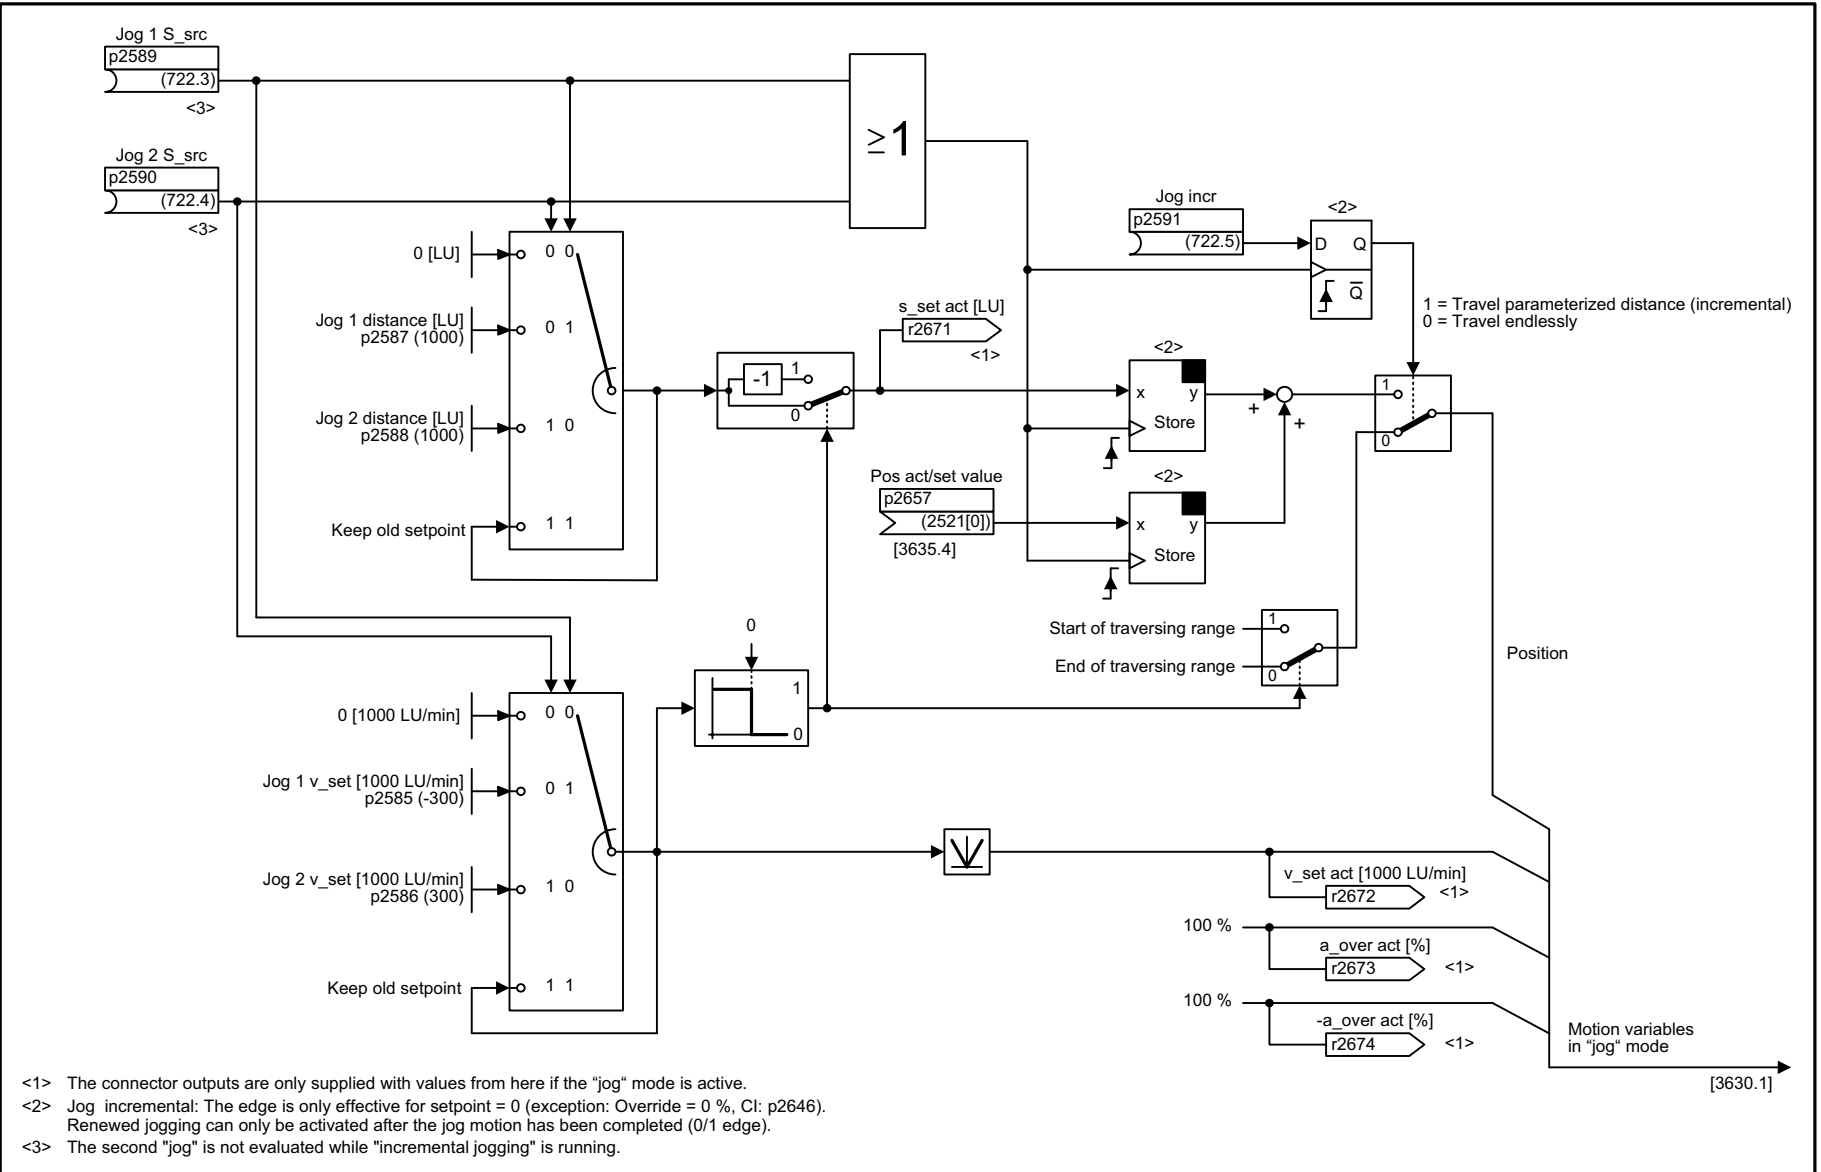 Jog 1 S_src
p2589
(722.3)
<3>
Jog 2 S_src
p2590
(722.4)
<3>
≥1
0 [LU]
0 0
Jog 1 distance [LU]
p2587 (1000)
0 1
Jog 2 distance [LU]
p2588 (1000)
1 0
Keep old setpoint
1 1
-1
1
0
s_set act [LU]
r2671
<1>
Jog incr
p2591
(722.5)
<2>
D Q
Q
1 = Travel parameterized distance (incremental)
0 = Travel endlessly
<2>
x y
Store
+
+
1
0
Pos act/set value
p2657
(2521[0])
[3635.4]
<2>
x y
Store
Start of traversing range
1
End of traversing range
0
Position
0
1
0
0 [1000 LU/min]
0 0
Jog 1 v_set [1000 LU/min]
p2585 (-300)
0 1
Jog 2 v_set [1000 LU/min]
p2586 (300)
1 0
Keep old setpoint
1 1
v_set act [1000 LU/min]
r2672
<1>
100 %
a_over act [%]
r2673
<1>
100 %
-a_over act [%]
r2674
<1>
Motion variables
in “jog“ mode
[3630.1]
<1> The connector outputs are only supplied with values from here if the “jog“ mode is active.
<2> Jog incremental: The edge is only effective for setpoint = 0 (exception: Override = 0 %, CI: p2646).
Renewed jogging can only be activated after the jog motion has been completed (0/1 edge).
<3> The second "jog" is not evaluated while "incremental jogging" is running.